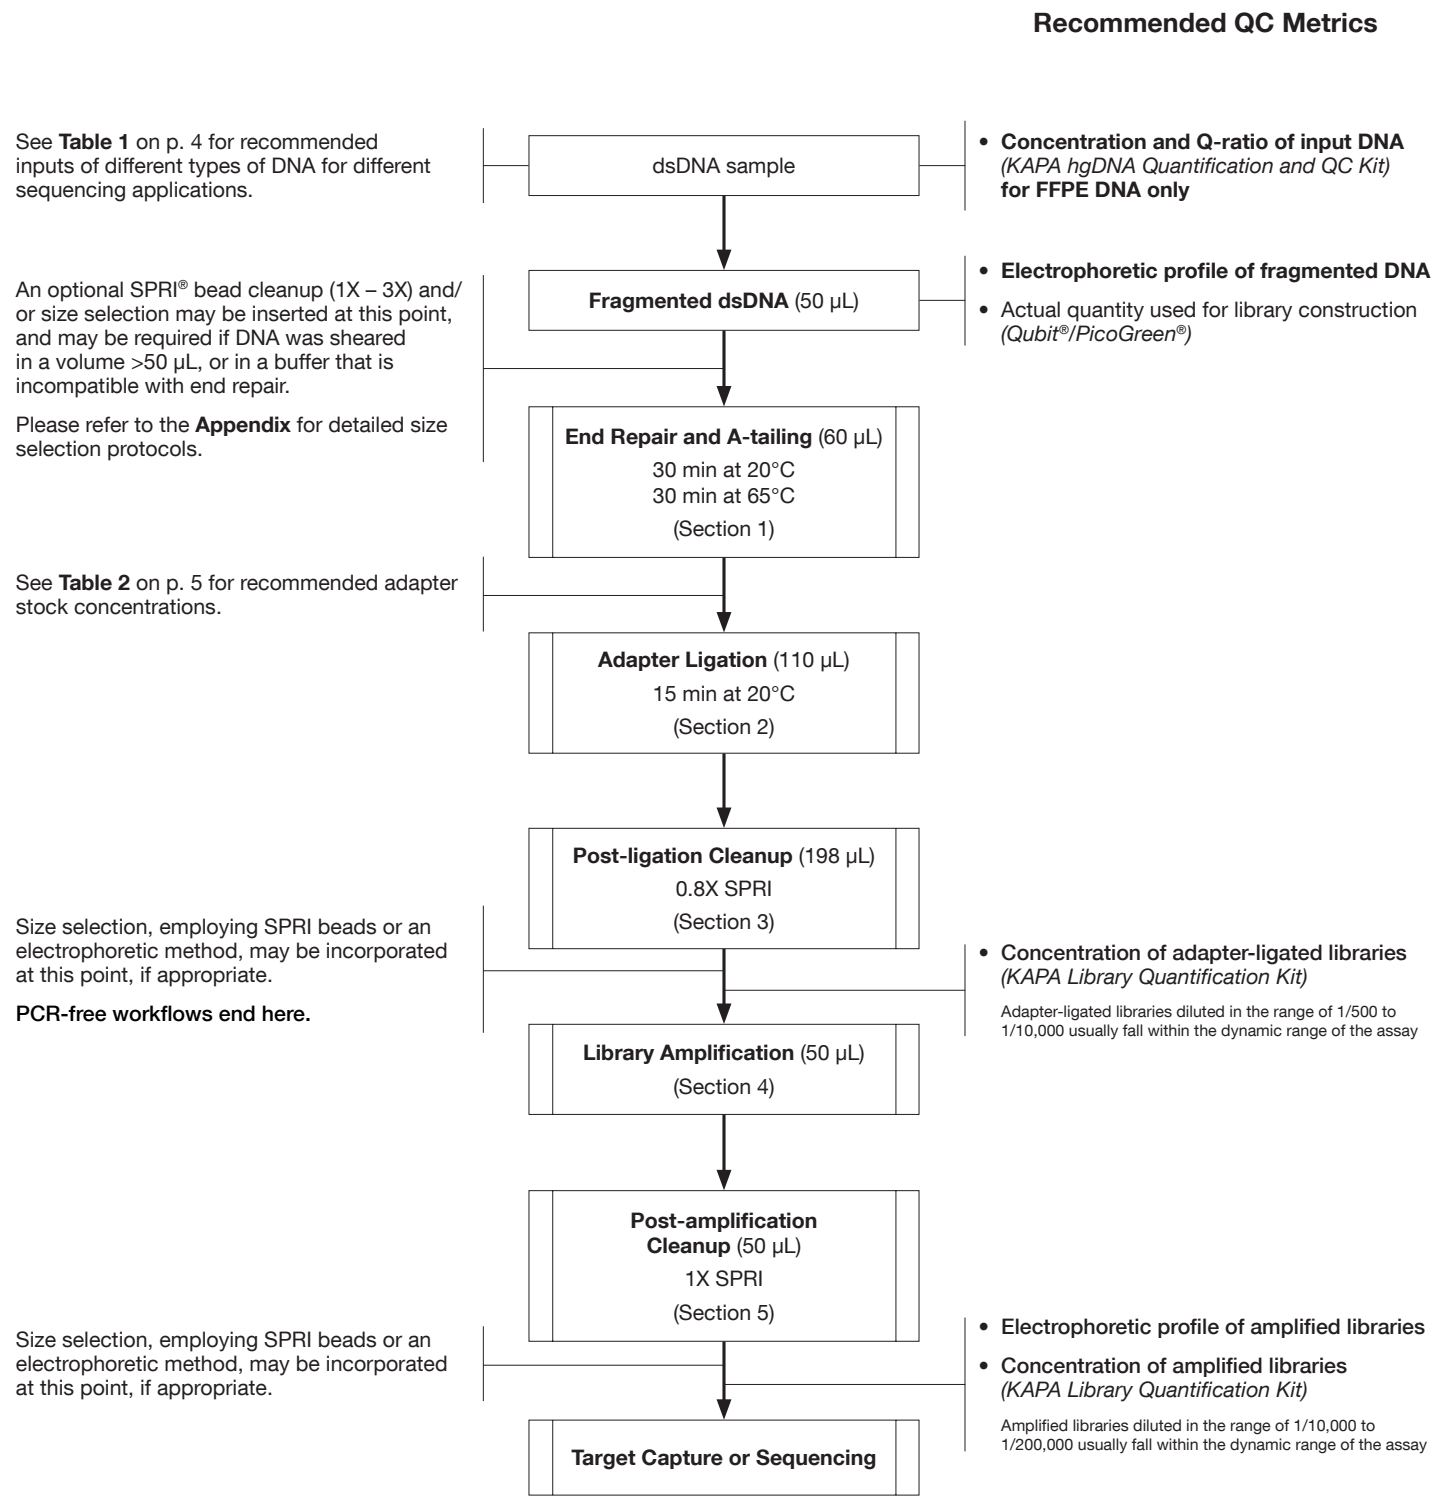 Recommended QC Metrics
See Table 1 on p. 4 for recommended
inputs of different types of DNA for different
sequencing applications.
dsDNA sample
• Concentration and Q-ratio of input DNA
(KAPA hgDNA Quantification and QC Kit)
for FFPE DNA only
An optional SPRI® bead cleanup (1X – 3X) and/
or size selection may be inserted at this point,
and may be required if DNA was sheared
in a volume >50 µL, or in a buffer that is
incompatible with end repair.
Please refer to the Appendix for detailed size
selection protocols.
Fragmented dsDNA (50 µL)
• Electrophoretic profile of fragmented DNA
• Actual quantity used for library construction
(Qubit®/PicoGreen®)
End Repair and A-tailing (60 µL)
30 min at 20°C
30 min at 65°C
(Section 1)
See Table 2 on p. 5 for recommended adapter
stock concentrations.
Adapter Ligation (110 µL)
15 min at 20°C
(Section 2)
Post-ligation Cleanup (198 µL)
0.8X SPRI
(Section 3)
Size selection, employing SPRI beads or an
electrophoretic method, may be incorporated
at this point, if appropriate.
PCR-free workflows end here.
• Concentration of adapter-ligated libraries
(KAPA Library Quantification Kit)
Adapter-ligated libraries diluted in the range of 1/500 to
1/10,000 usually fall within the dynamic range of the assay
Library Amplification (50 µL)
(Section 4)
Post-amplification
Cleanup (50 µL)
1X SPRI
(Section 5)
Size selection, employing SPRI beads or an
electrophoretic method, may be incorporated
at this point, if appropriate.
• Electrophoretic profile of amplified libraries
• Concentration of amplified libraries
(KAPA Library Quantification Kit)
Amplified libraries diluted in the range of 1/10,000 to
1/200,000 usually fall within the dynamic range of the assay
Target Capture or Sequencing